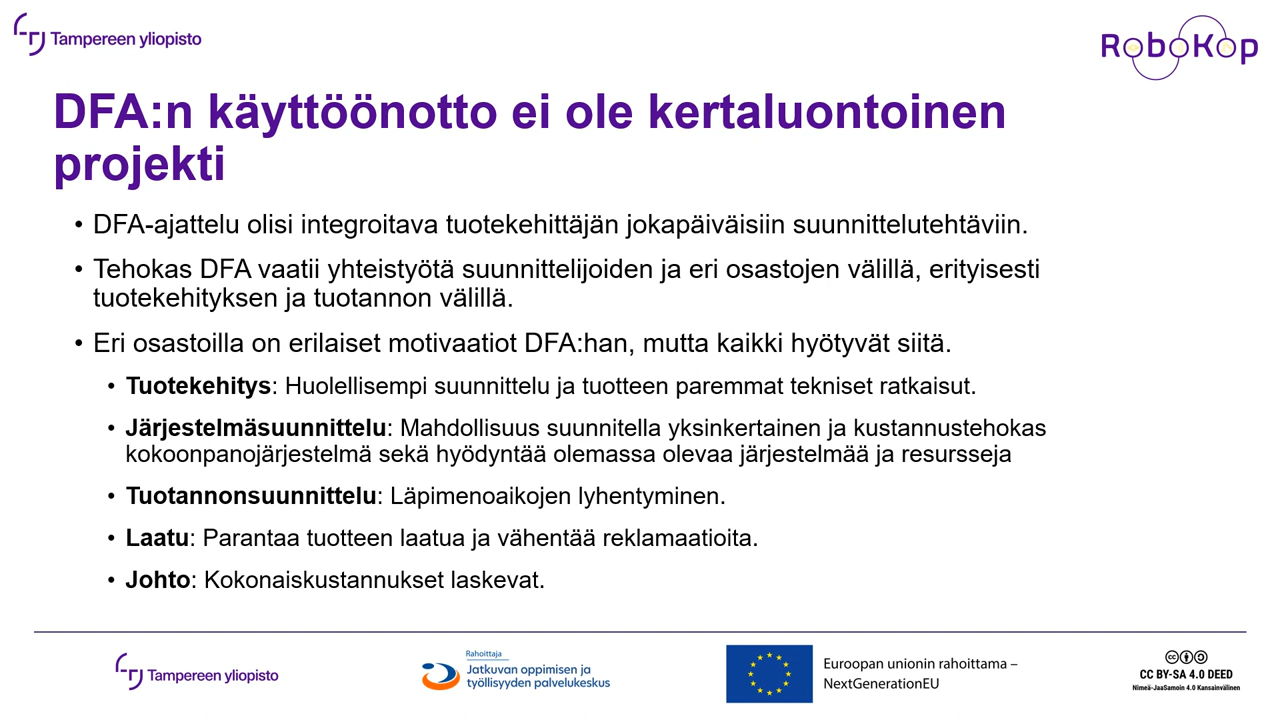 Tampereen yliopisto
RoboKop
DFA:n käyttöönotto ei ole kertaluontoinen
projekti
• DFA-ajattelu olisi integroitava tuotekehittäjän jokapäiväisiin suunnittelutehtäviin.
• Tehokas DFA vaatii yhteistyötä suunnittelijoiden ja eri osastojen välillä, erityisesti
tuotekehityksen ja tuotannon välillä.
• Eri osastoilla on erilaiset motivaatiot DFA:han, mutta kaikki hyötyvät siitä.
• Tuotekehitys: Huolellisempi suunnittelu ja tuotteen paremmat tekniset ratkaisut.
• Järjestelmäsuunnittelu: Mahdollisuus suunnitella yksinkertainen ja kustannustehokas
kokoonpanojärjestelmä sekä hyödyntää olemassa olevaa järjestelmää ja resursseja
• Tuotannonsuunnittelu: Läpimenoaikojen lyhentyminen.
• Laatu: Parantaa tuotteen laatua ja vähentää reklamaatioita.
• Johto: Kokonaiskustannukset laskevat.
Tampereen yliopisto
Rahoittaja
Jatkuvan oppimisen ja
työllisyyden palvelukeskus
Euroopan unionin rahoittama –
NextGenerationEU
CC BY-SA 4.0 DEED
Nimeä-JaaSamoin 4.0 Kansainvälinen